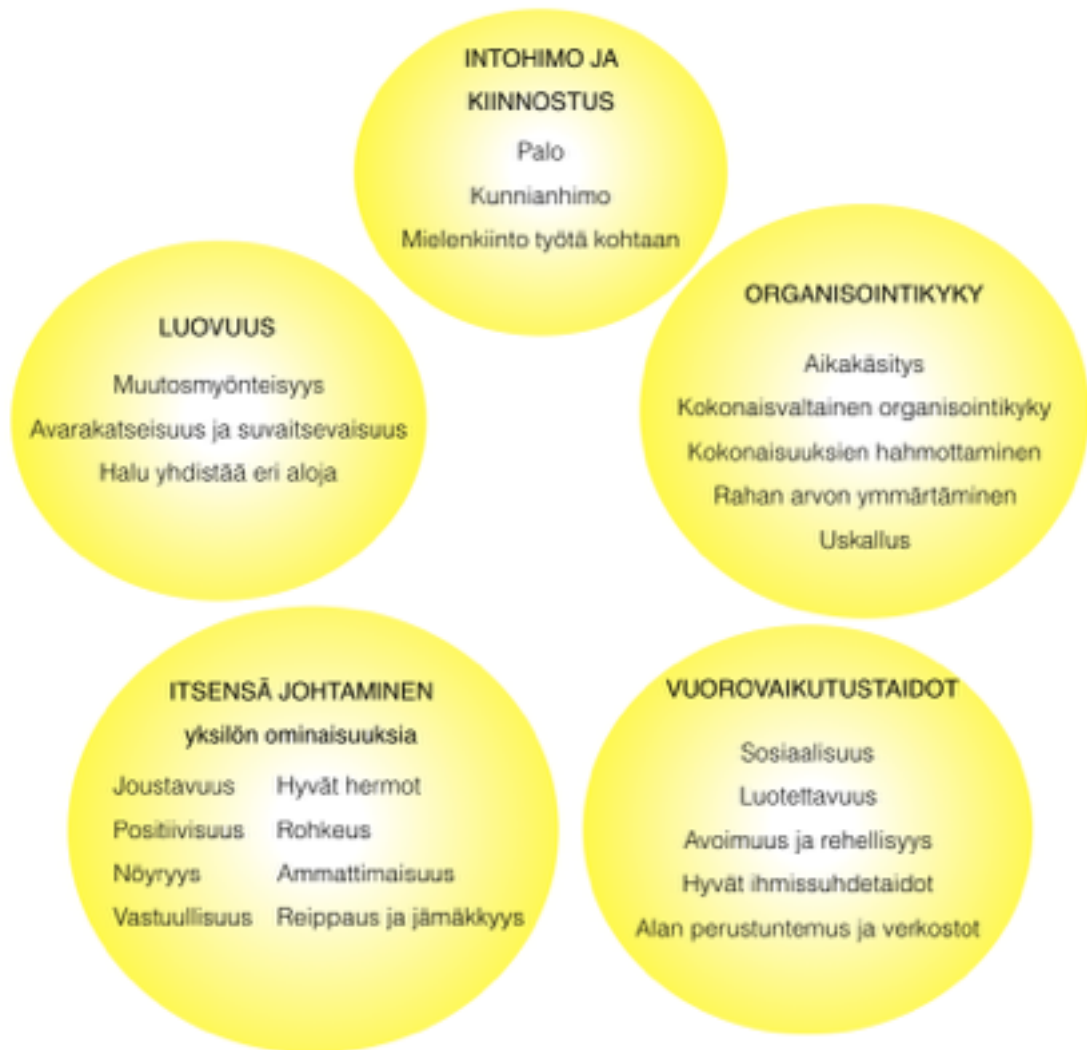 INTOHIMO JA
KIINNOSTUS
Palo
Kunnianhimo
Mielenkiinto työtä kohtaan
LUOVUUS
Muutosmyönteisyys
Avarakatseisuus ja suvaitsevaisuus
Halu yhdistää eri aloja
ORGANISOINTIKYKY
Aikakäsitys
Kokonaisvaltainen organisointikyky
Kokonaisuuksien hahmottaminen
Rahan arvon ymmärtäminen
Uskallus
ITSENSÄ JOHTAMINEN
yksilön ominaisuuksia
Joustavuus Hyvät hermot
Positiivisuus Rohkeus
Nöyryys Ammattimaisuus
Vastuullisuus Reippaus ja jämäkkyys
VUOROVAIKUTUSTAIDOT
Sosiaalisuus
Luotettavuus
Avoimuus ja rehellisyys
Hyvät ihmissuhdetaidot
Alan perustuntemus ja verkostot